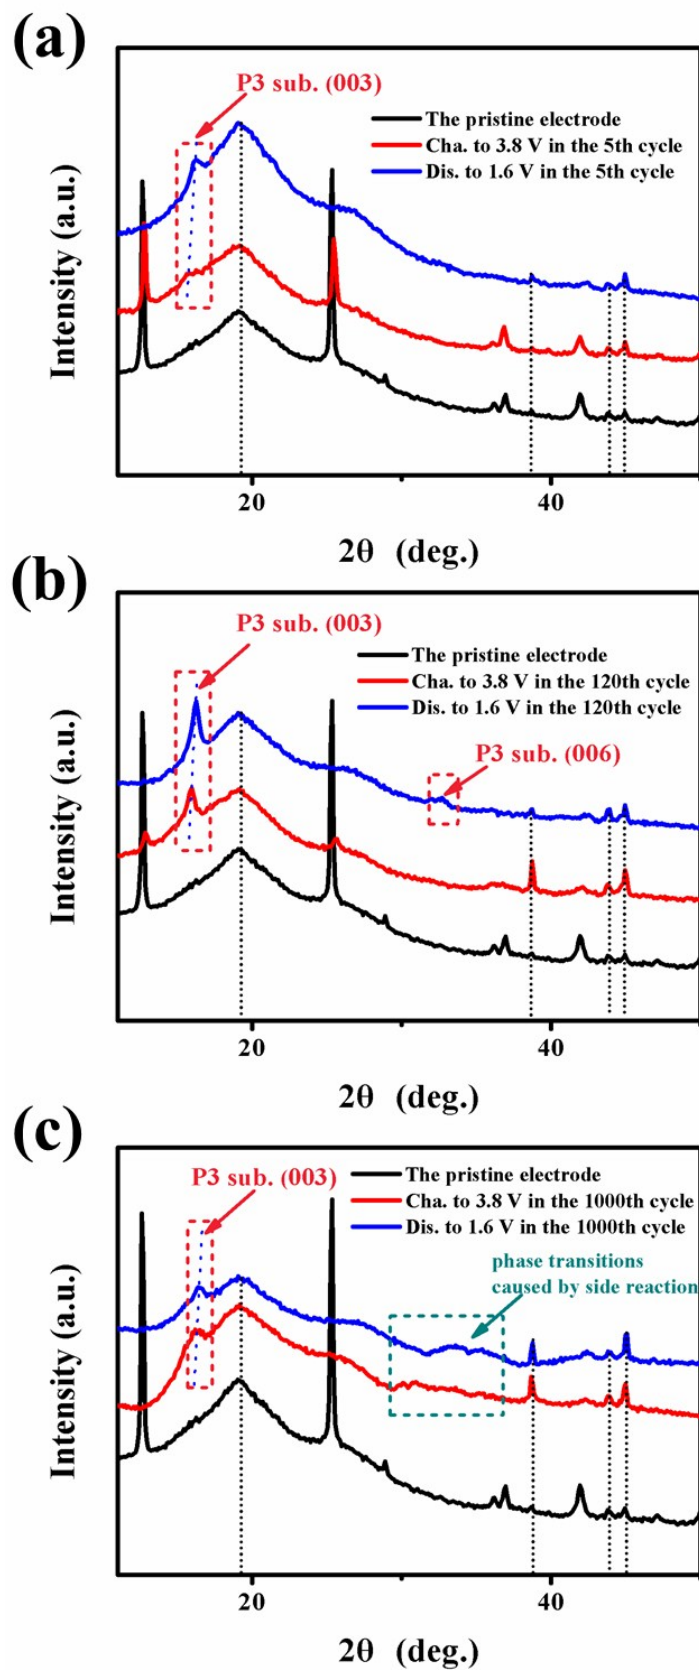 (a)
P3 sub. (003)
The pristine electrode
Cha. to 3.8 V in the 5th cycle
Dis. to 1.6 V in the 5th cycle
Intensity (a.u.)
20
40
2θ (deg.)
(b)
P3 sub. (003)
The pristine electrode
Cha. to 3.8 V in the 120th cycle
Dis. to 1.6 V in the 120th cycle
P3 sub. (006)
Intensity (a.u.)
20
40
2θ (deg.)
(c)
P3 sub. (003)
The pristine electrode
Cha. to 3.8 V in the 1000th cycle
Dis. to 1.6 V in the 1000th cycle
phase transitions
caused by side reaction
Intensity (a.u.)
20
40
2θ (deg.)